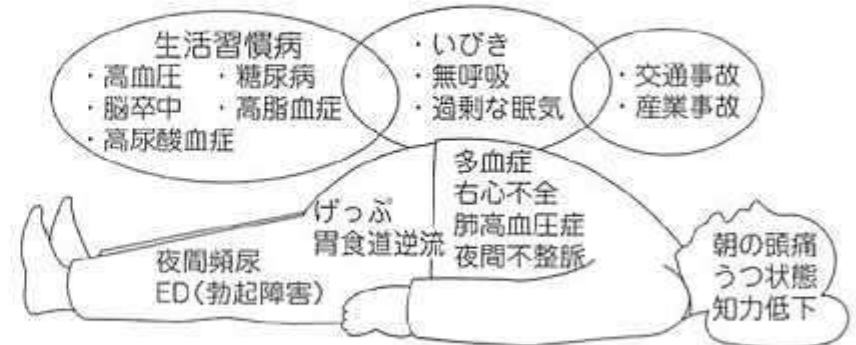 生活習慣病
・高血圧 ・糖尿病
・脳卒中 ・高脂血症
・高尿酸血症
・いびき
・無呼吸
・過剰な眠気
・交通事故
・産業事故
多血症
右心不全
肺高血圧症
夜間不整脈
げっぷ
胃食道逆流
夜間頻尿
ED(勃起障害)
朝の頭痛
うつ状態
知力低下